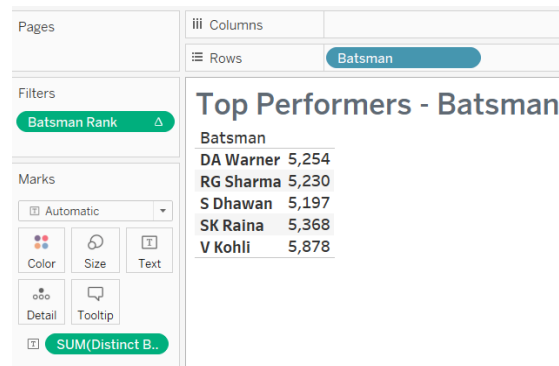 Pages
Columns
Rows
Batsman
Filters
Batsman Rank Δ
Marks
Automatic
Color Size Text
Detail Tooltip
SUM(Distinct B..
Top Performers - Batsman
Batsman
DA Warner 5,254
RG Sharma 5,230
S Dhawan 5,197
SK Raina 5,368
V Kohli 5,878